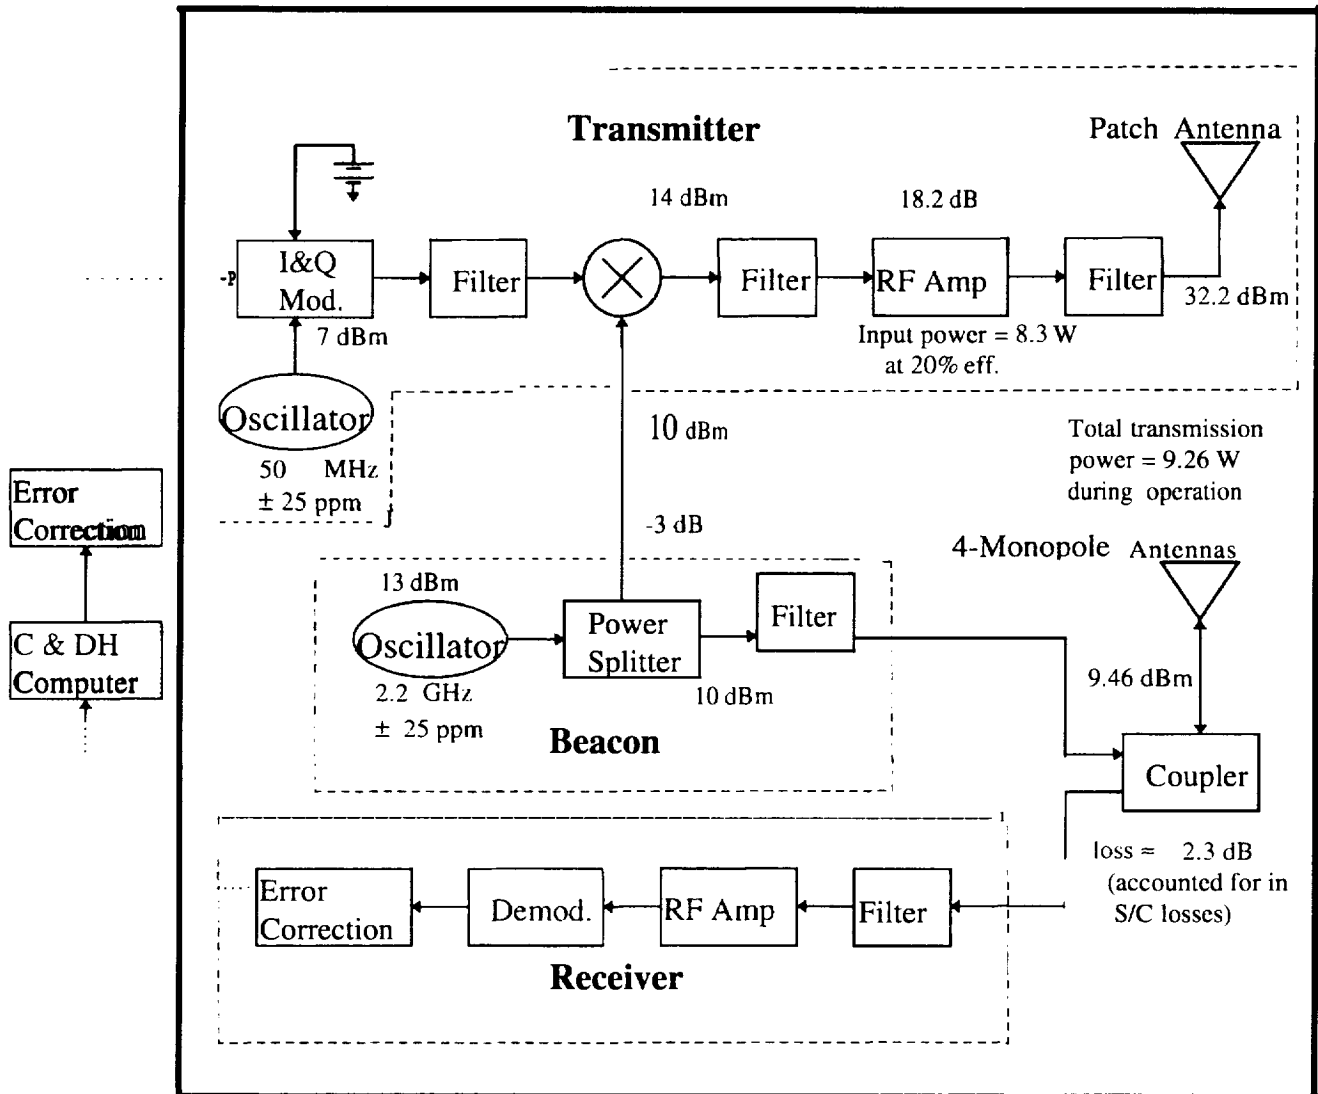 Transmitter
Patch Antenna
14 dBm
18.2 dB
-P
I&Q
Mod.
Filter
Filter
RF Amp
Filter
7 dBm
32.2 dBm
Input power = 8.3 W
at 20% eff.
Oscillator
50 MHz
± 25 ppm
10 dBm
Total transmission
power = 9.26 W
during operation
Error
Correction
-3 dB
4-Monopole Antennas
13 dBm
Oscillator
Power
Splitter
Filter
C & DH
Computer
2.2 GHz
± 25 ppm
10 dBm
9.46 dBm
Beacon
Coupler
loss = 2.3 dB
(accounted for in
S/C losses)
Error
Correction
Demod.
RF Amp
Filter
Receiver